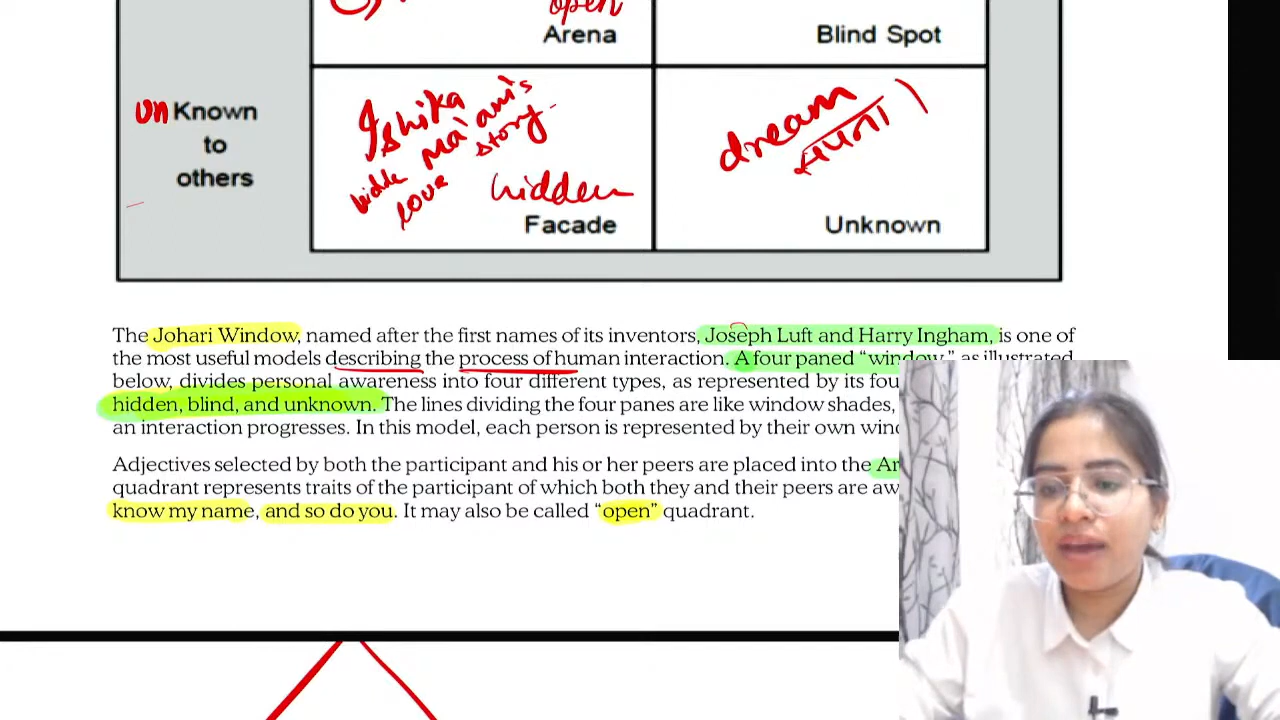 open
Arena
Blind Spot
un Known
to
others
Ishika
Ma'am's
story
hidden
Facade
dream
सपना
Unknown
The Johari Window, named after the first names of its inventors, Joseph Luft and Harry Ingham, is one of
the most useful models describing the process of human interaction. A four paned “window,” as illustrated
below, divides personal awareness into four different types, as represented by its fou
hidden, blind, and unknown. The lines dividing the four panes are like window shades,
an interaction progresses. In this model, each person is represented by their own wind
Adjectives selected by both the participant and his or her peers are placed into the Ar
quadrant represents traits of the participant of which both they and their peers are aw
know my name, and so do you. It may also be called “open” quadrant.